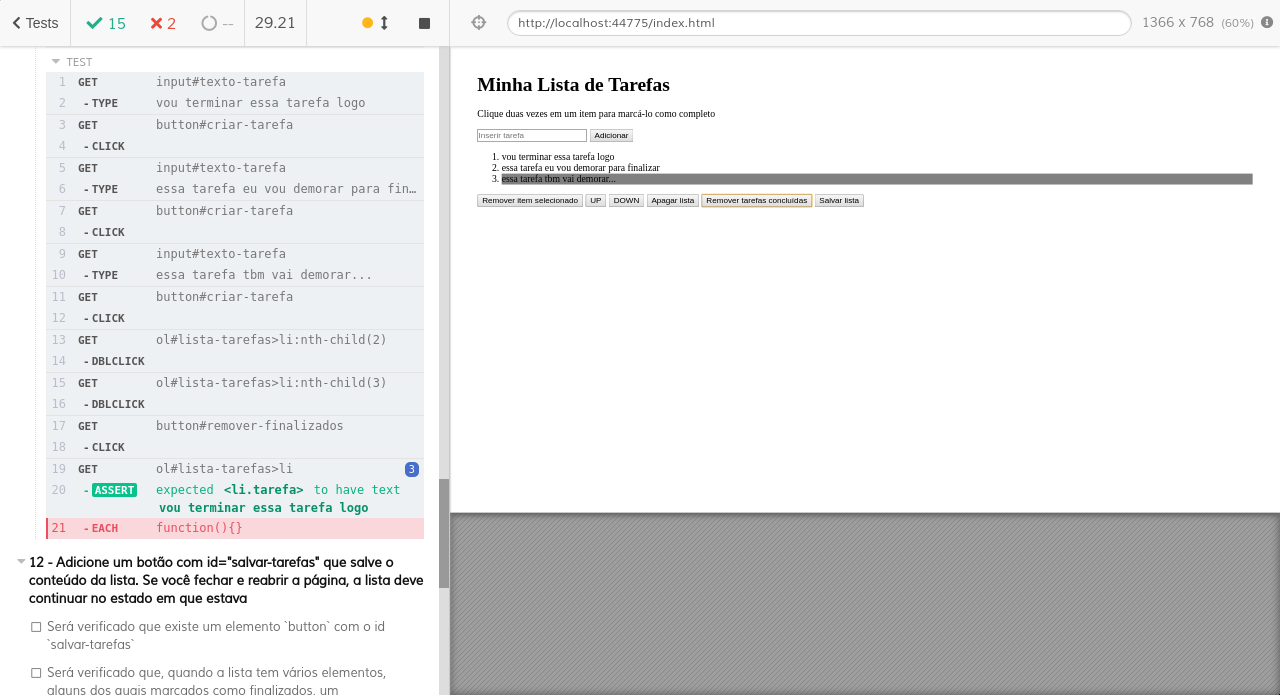 Tests 15 2 -- 29.21 http://localhost:44775/index.html 1366 x 768 (60%)
TEST
1 GET input#texto-tarefa
2 - TYPE vou terminar essa tarefa logo
3 GET button#criar-tarefa
4 - CLICK
5 GET input#texto-tarefa
6 - TYPE essa tarefa eu vou demorar para fin…
7 GET button#criar-tarefa
8 - CLICK
9 GET input#texto-tarefa
10 - TYPE essa tarefa tbm vai demorar...
11 GET button#criar-tarefa
12 - CLICK
13 GET ol#lista-tarefas>li:nth-child(2)
14 - DBLCLICK
15 GET ol#lista-tarefas>li:nth-child(3)
16 - DBLCLICK
17 GET button#remover-finalizados
18 - CLICK
19 GET ol#lista-tarefas>li 3
20 - ASSERT expected <li.tarefa> to have text
vou terminar essa tarefa logo
21 - EACH function(){}
12 - Adicione um botão com id="salvar-tarefas" que salve o
conteúdo da lista. Se você fechar e reabrir a página, a lista deve
continuar no estado em que estava
Será verificado que existe um elemento `button` com o id
`salvar-tarefas`
Será verificado que, quando a lista tem vários elementos,
alguns dos quais marcados como finalizados, um
Minha Lista de Tarefas
Clique duas vezes em um item para marcá-lo como completo
Inserir tarefa Adicionar
1. vou terminar essa tarefa logo
2. essa tarefa eu vou demorar para finalizar
3. essa tarefa tbm vai demorar...
Remover item selecionado UP DOWN Apagar lista Remover tarefas concluídas Salvar lista